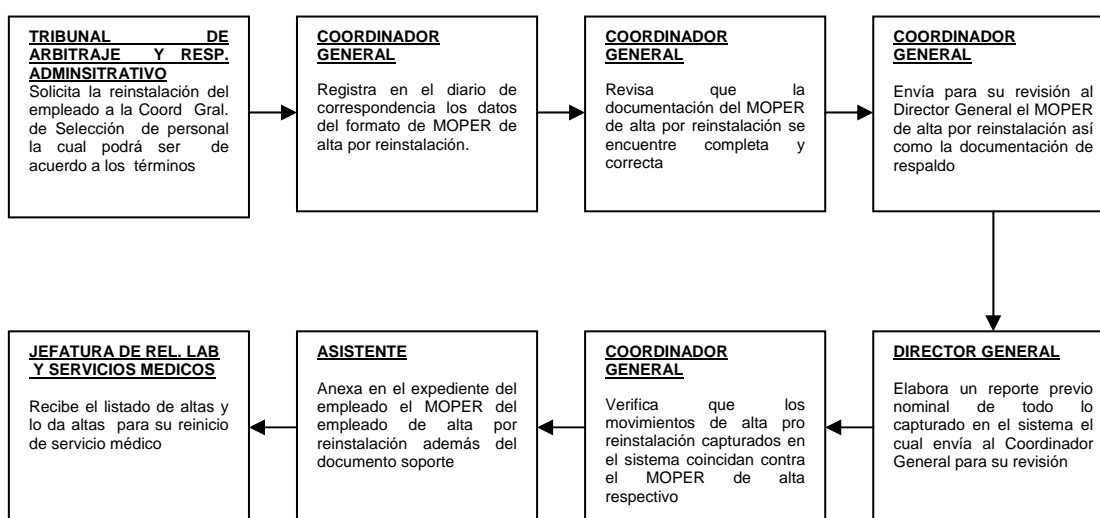 TRIBUNAL DE
ARBITRAJE Y RESP.
ADMINSITRATIVO
Solicita la reinstalación del
empleado a la Coord Gral.
de Selección de personal
la cual podrá ser de
acuerdo a los términos
COORDINADOR
GENERAL
Registra en el diario de
correspondencia los datos
del formato de MOPER de
alta por reinstalación.
COORDINADOR
GENERAL
Revisa que la
documentación del MOPER
de alta por reinstalación se
encuentre completa y
correcta
COORDINADOR
GENERAL
Envía para su revisión al
Director General el MOPER
de alta por reinstalación así
como la documentación de
respaldo
DIRECTOR GENERAL
Elabora un reporte previo
nominal de todo lo
capturado en el sistema el
cual envía al Coordinador
General para su revisión
COORDINADOR
GENERAL
Verifica que los
movimientos de alta pro
reinstalación capturados en
el sistema coincidan contra
el MOPER de alta
respectivo
ASISTENTE
Anexa en el expediente del
empleado el MOPER del
empleado de alta por
reinstalación además del
documento soporte
JEFATURA DE REL. LAB
Y SERVICIOS MEDICOS
Recibe el listado de altas y
lo da altas para su reinicio
de servicio médico